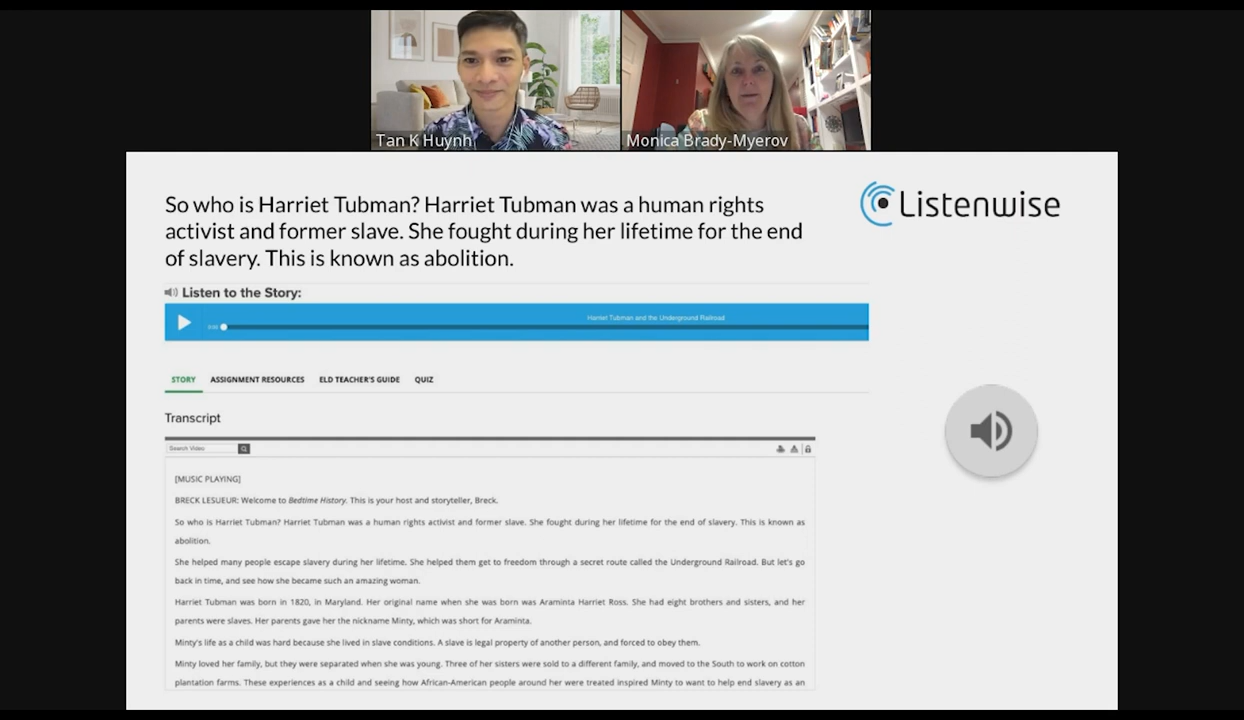 Tan K Huynh
Monica Brady-Myerov
So who is Harriet Tubman? Harriet Tubman was a human rights
activist and former slave. She fought during her lifetime for the end
of slavery. This is known as abolition.
Listenwise
Listen to the Story:
Harriet Tubman and the Underground Railroad
0:00
STORY ASSIGNMENT RESOURCES ELD TEACHER'S GUIDE QUIZ
Transcript
Search Video
[MUSIC PLAYING]
BRECK LESUEUR: Welcome to Bedtime History. This is your host and storyteller, Breck.
So who is Harriet Tubman? Harriet Tubman was a human rights activist and former slave. She fought during her lifetime for the end of slavery. This is known as
abolition.
She helped many people escape slavery during her lifetime. She helped them get to freedom through a secret route called the Underground Railroad. But let's go
back in time, and see how she became such an amazing woman.
Harriet Tubman was born in 1820, in Maryland. Her original name when she was born was Araminta Harriet Ross. She had eight brothers and sisters, and her
parents were slaves. Her parents gave her the nickname Minty, which was short for Araminta.
Minty's life as a child was hard because she lived in slave conditions. A slave is legal property of another person, and forced to obey them.
Minty loved her family, but they were separated when she was young. Three of her sisters were sold to a different family, and moved to the South to work on cotton
plantation farms. These experiences as a child and seeing how African-American people around her were treated inspired Minty to want to help end slavery as an